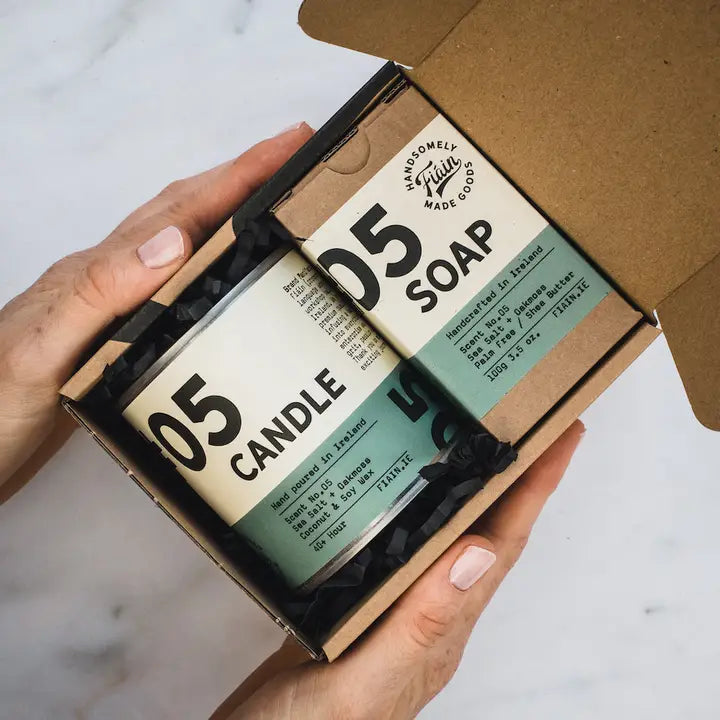 HANDSOMELY
Fiáin
MADE GOODS
05
SOAP
Handcrafted in Ireland
Scent No.05
Sea Salt + Oakmoss
Palm Free / Shea Butter
100g 3.5 oz.
FIAIN.IE
05
CANDLE
Hand poured in Ireland
Scent No.05
Sea Salt + Oakmoss
Coconut & Soy Wax
40+ Hour
FIAIN.IE
05